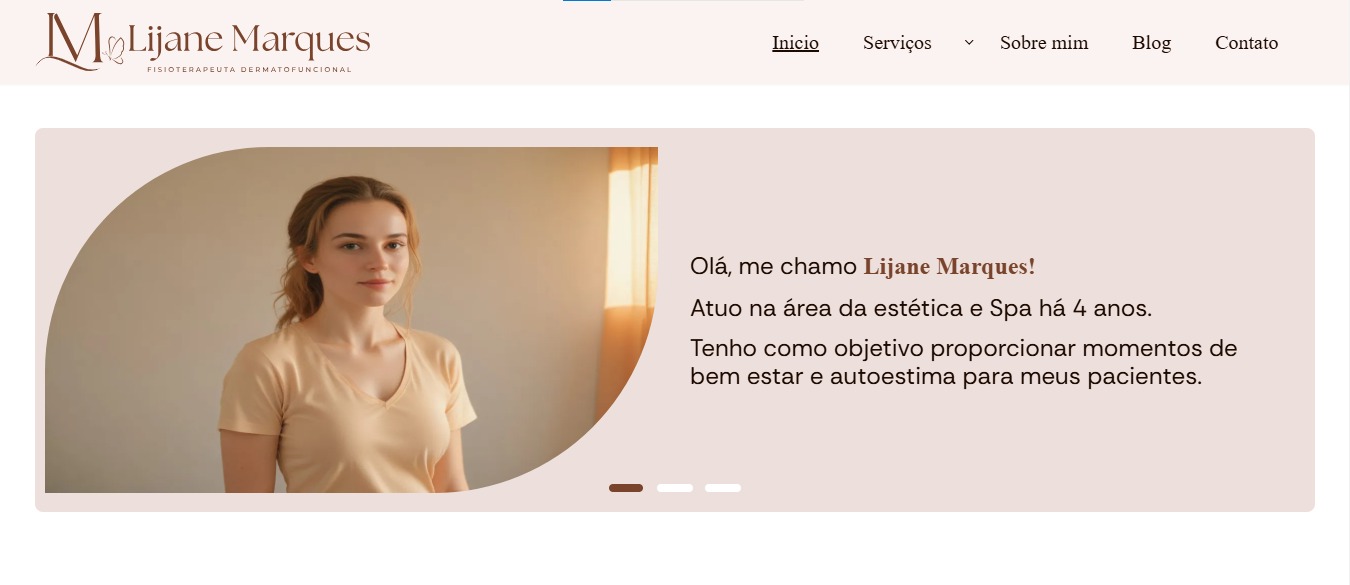 M Lijane Marques
FISIOTERAPEUTA DERMATOFUNCIONAL
Inicio Serviços Sobre mim Blog Contato
Olá, me chamo Lijane Marques!
Atuo na área da estética e Spa há 4 anos.
Tenho como objetivo proporcionar momentos de
bem estar e autoestima para meus pacientes.